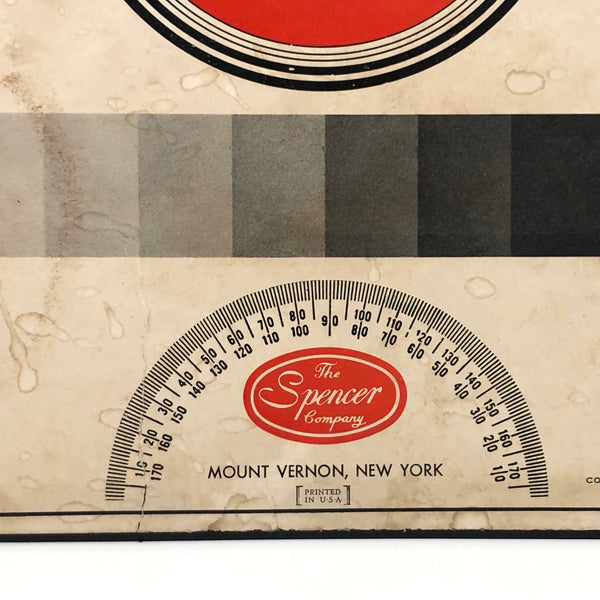 10 20 30 40 50 60 70 80 90 100 110 120 130 140 150 160 170
170 160 150 140 130 120 110 100 80 70 60 50 40 30 20 10
The
Spencer
Company
MOUNT VERNON, NEW YORK
PRINTED
IN U·S·A
CO